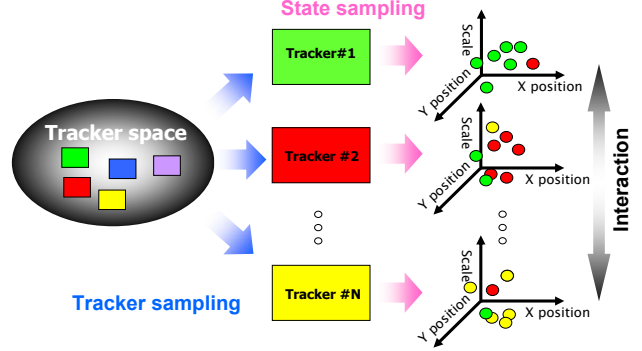 State sampling
Tracker#1
Scale
Y position
X position
Tracker space
Tracker #2
Scale
Y position
X position
Interaction
Tracker sampling
Tracker #N
Scale
Y position
X position